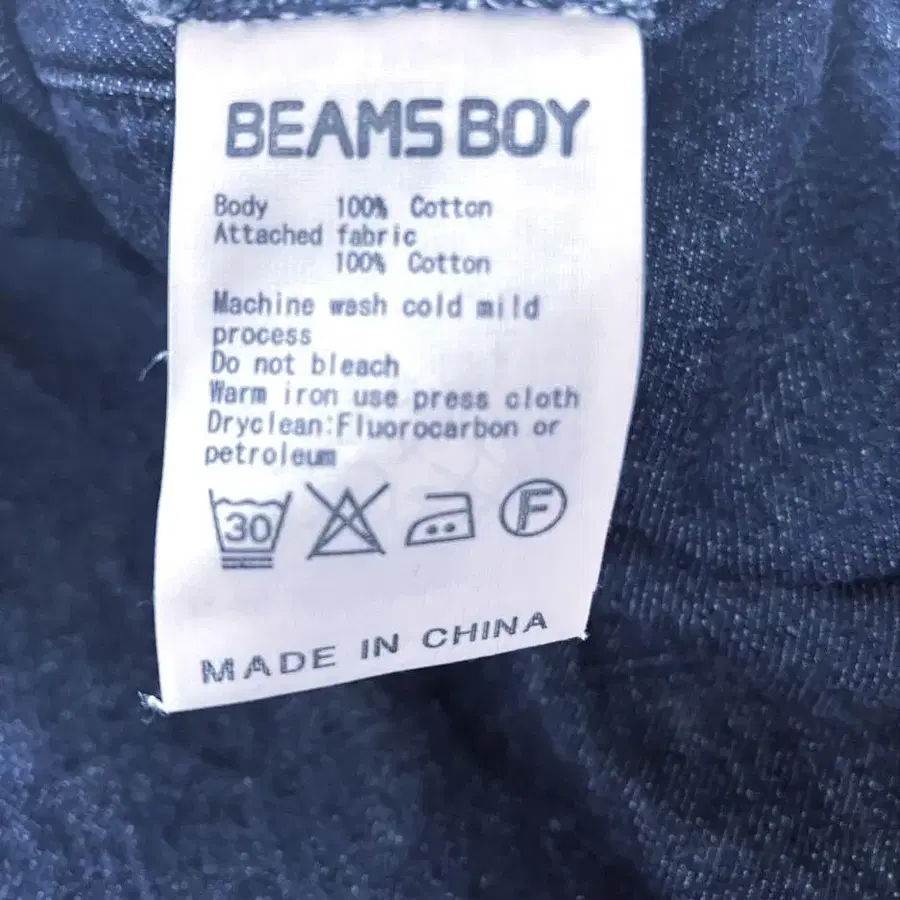 BEAMS BOY
Body 100% Cotton
Attached fabric
100% Cotton
Machine wash cold mild
process
Do not bleach
Warm iron use press cloth
Dryclean:Fluorocarbon or
petroleum
30 F
MADE IN CHINA